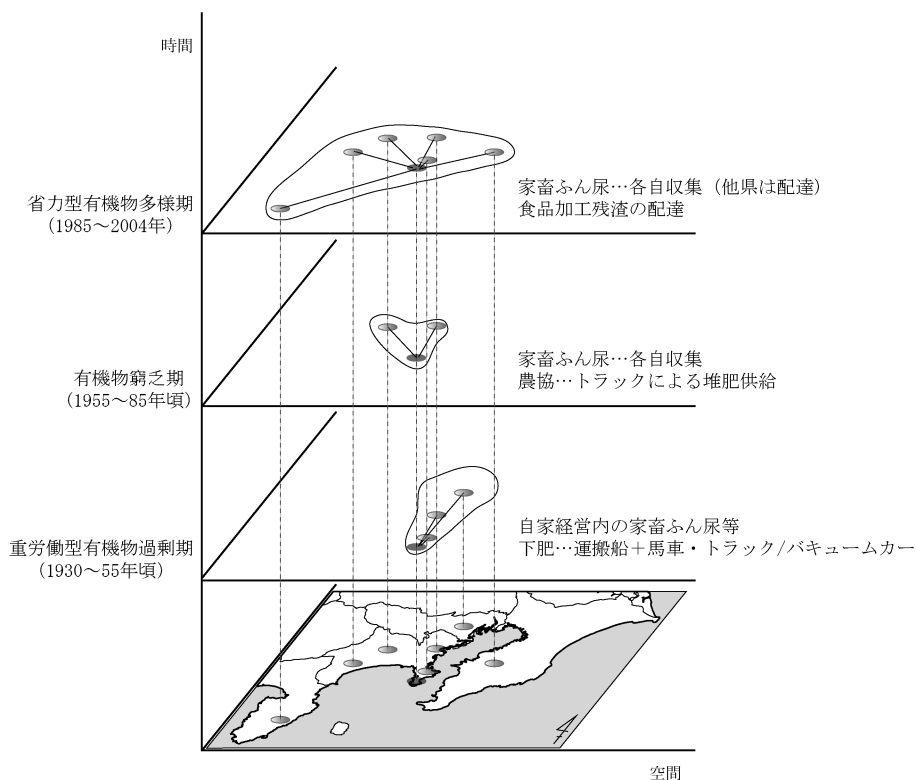 時間
省力型有機物多様期
(1985～2004年)
家畜ふん尿…各自収集（他県は配達）
食品加工残渣の配達
有機物窮乏期
(1955～85年頃)
家畜ふん尿…各自収集
農協…トラックによる堆肥供給
重労働型有機物過剰期
(1930～55年頃)
自家経営内の家畜ふん尿等
下肥…運搬船＋馬車・トラック/バキュームカー
空間